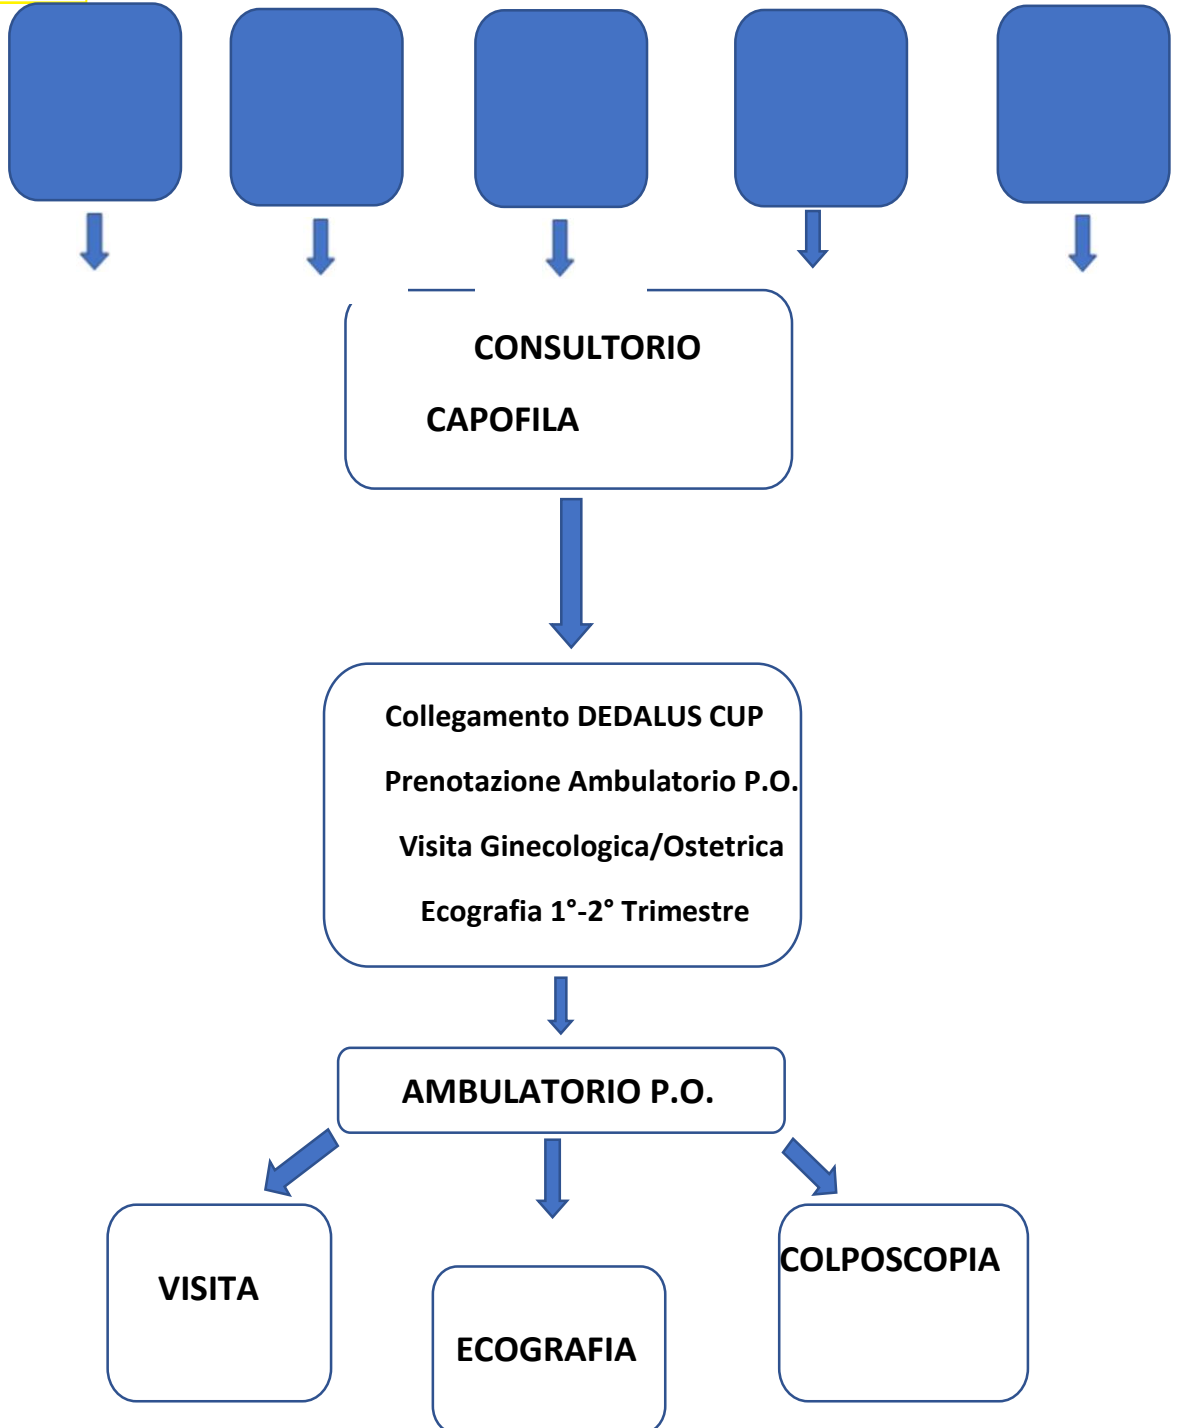 CONSULTORIO
CAPOFILA
Collegamento DEDALUS CUP
Prenotazione Ambulatorio P.O.
Visita Ginecologica/Ostetrica
Ecografia 1°-2° Trimestre
AMBULATORIO P.O.
VISITA
ECOGRAFIA
COLPOSCOPIA